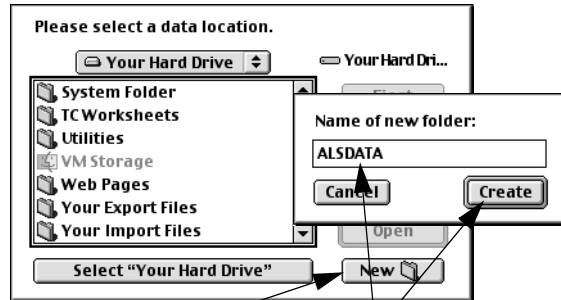 Please select a data location.
Your Hard Drive
Your Hard Dri...
System Folder
TC Worksheets
Utilities
VM Storage
Web Pages
Your Export Files
Your Import Files
Name of new folder:
ALSDATA
Cancel
Create
Open
Select “Your Hard Drive”
New